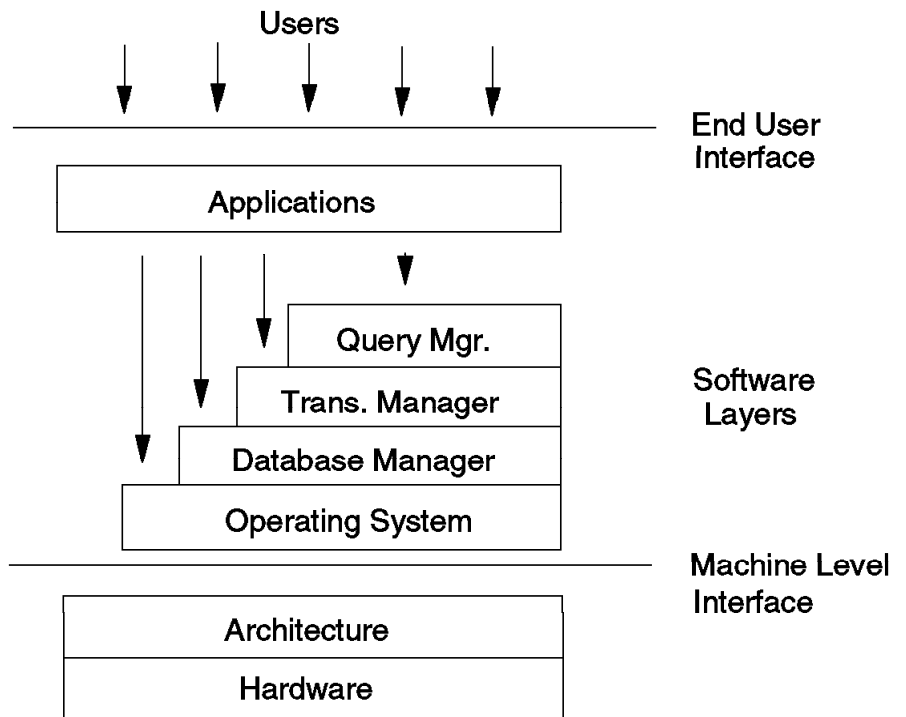 Users
End User
Interface
Applications
Query Mgr.
Trans. Manager
Software
Layers
Database Manager
Operating System
Machine Level
Interface
Architecture
Hardware